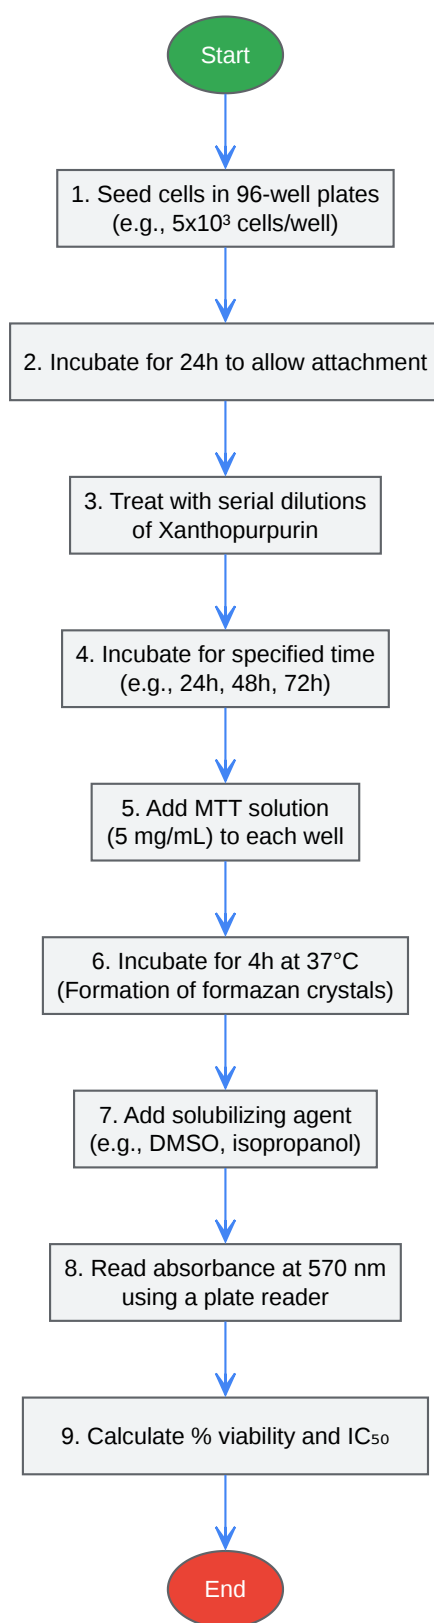 Start
1. Seed cells in 96-well plates
(e.g., 5x10³ cells/well)
2. Incubate for 24h to allow attachment
3. Treat with serial dilutions
of Xanthopurpurin
4. Incubate for specified time
(e.g., 24h, 48h, 72h)
5. Add MTT solution
(5 mg/mL) to each well
6. Incubate for 4h at 37°C
(Formation of formazan crystals)
7. Add solubilizing agent
(e.g., DMSO, isopropanol)
8. Read absorbance at 570 nm
using a plate reader
9. Calculate % viability and IC₅₀
End